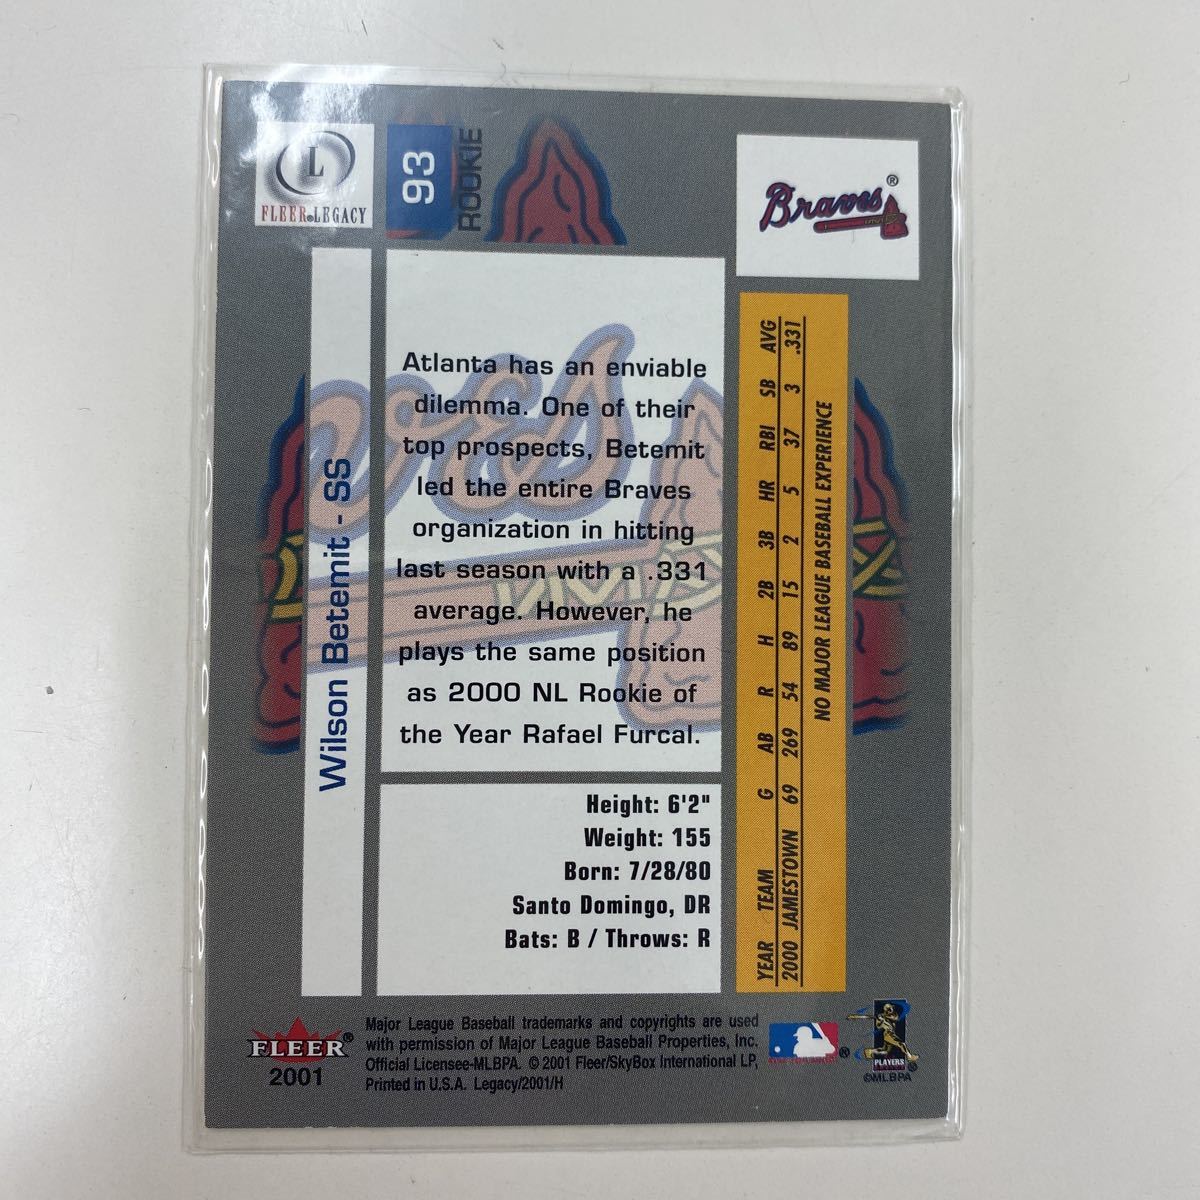 L
FLEER LEGACY
93
ROOKIE
Braves®
Wilson Betemit - SS
Atlanta has an enviable
dilemma. One of their
top prospects, Betemit
led the entire Braves
organization in hitting
last season with a .331
average. However, he
plays the same position
as 2000 NL Rookie of
the Year Rafael Furcal.
Height: 6'2"
Weight: 155
Born: 7/28/80
Santo Domingo, DR
Bats: B / Throws: R
YEAR TEAM G AB R H 2B 3B HR RBI SB AVG
2000 JAMESTOWN 69 269 54 89 15 2 5 37 3 .331
NO MAJOR LEAGUE BASEBALL EXPERIENCE
FLEER®
2001
Major League Baseball trademarks and copyrights are used
with permission of Major League Baseball Properties, Inc.
Official Licensee-MLBPA. © 2001 Fleer/SkyBox International LP,
Printed in U.S.A. Legacy/2001/H
®
PLAYERS
®
©MLBPA